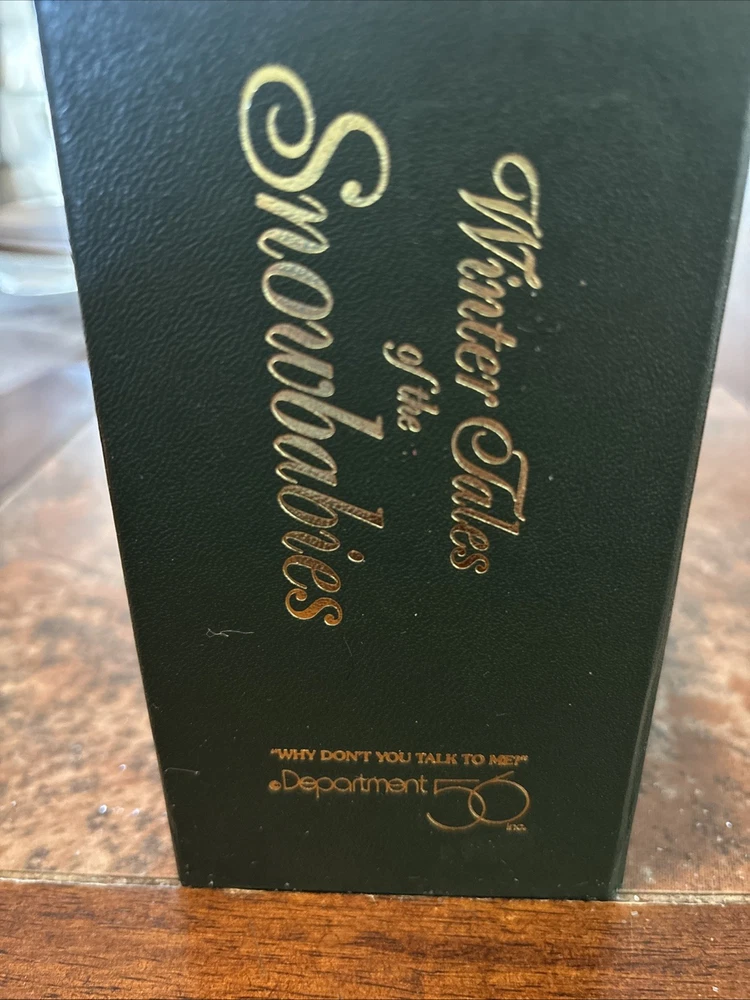 Winter Tales
of the
Snowbabies
"WHY DON'T YOU TALK TO ME?"
©Department 56 inc.